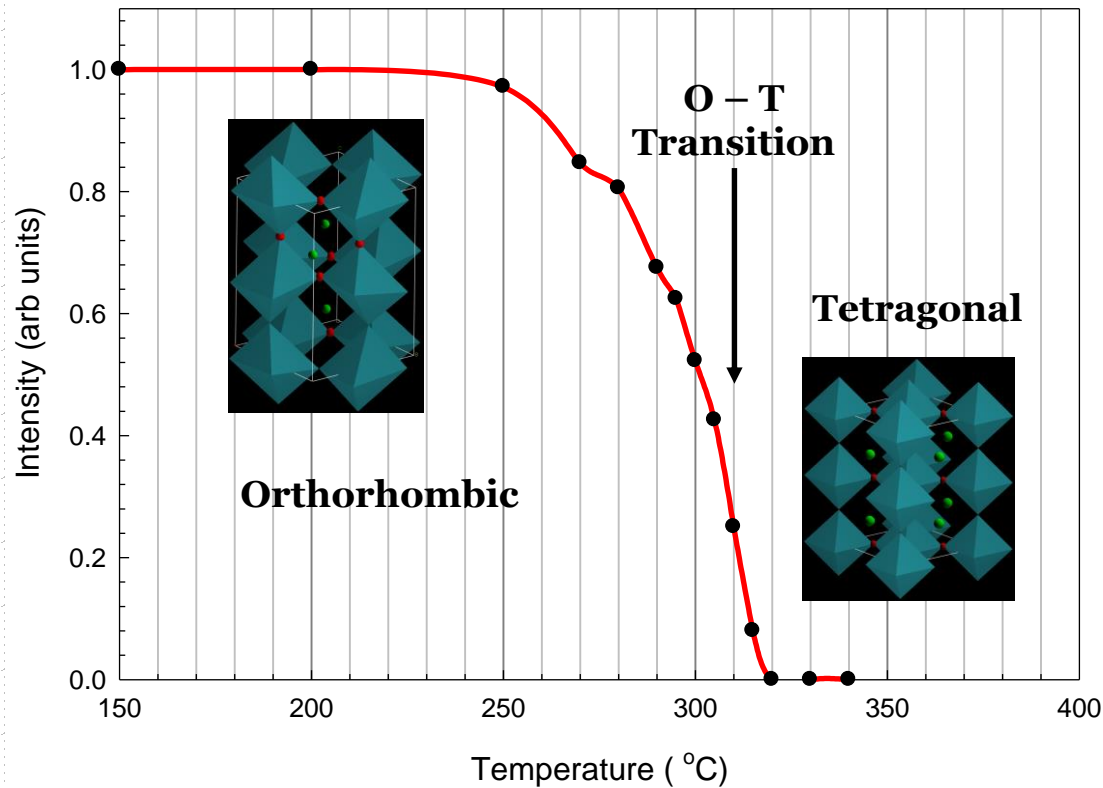 1.0
0.8
0.6
0.4
0.2
0.0
Intensity (arb units)
O – T
Transition
Tetragonal
Orthorhombic
150 200 250 300 350 400
Temperature ( °C)